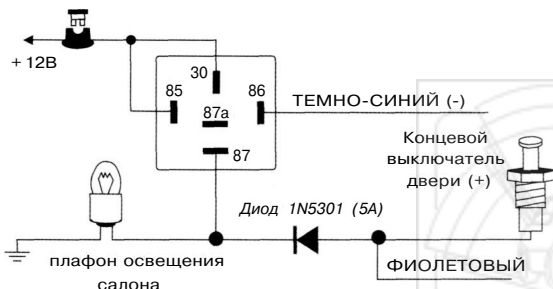 + 12В
30
85
86
87а
87
ТЕМНО-СИНИЙ (-)
Концевой
выключатель
двери (+)
Диод 1N5301 (5А)
плафон освещения
салона
ФИОЛЕТОВЫЙ